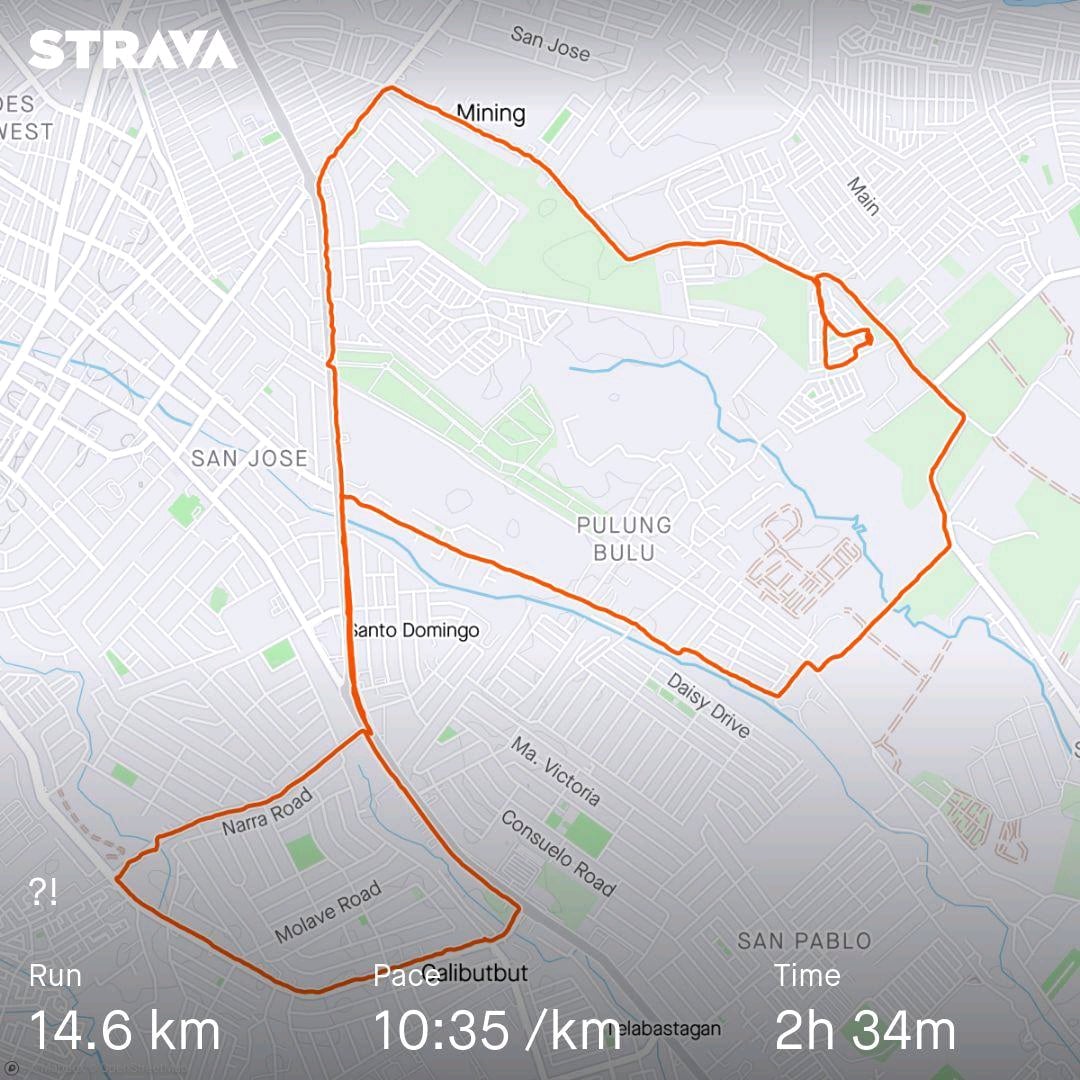 STRAVA
San Jose
DES
WEST
Mining
Main
SAN JOSE
PULUNG
BULU
Santo Domingo
Daisy Drive
Ma. Victoria
Narra Road
Consuelo Road
?!
Molave Road
SAN PABLO
Run
Pace
Calibutbut
Time
14.6 km
10:35 /km
Telabastagan
2h 34m